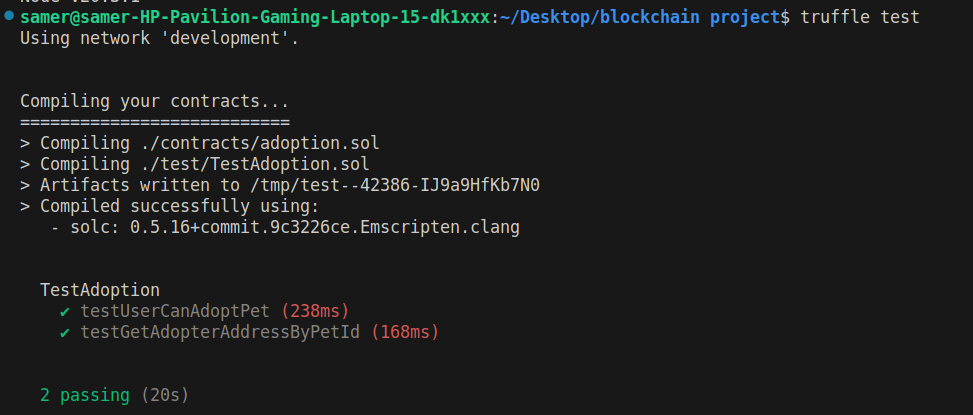 samer@samer-HP-Pavilion-Gaming-Laptop-15-dk1xxx:~/Desktop/blockchain project$ truffle test
Using network 'development'.
Compiling your contracts...
===========================
> Compiling ./contracts/adoption.sol
> Compiling ./test/TestAdoption.sol
> Artifacts written to /tmp/test--42386-IJ9a9HfKb7N0
> Compiled successfully using:
- solc: 0.5.16+commit.9c3226ce.Emscripten.clang
TestAdoption
✔ testUserCanAdoptPet (238ms)
✔ testGetAdopterAddressByPetId (168ms)
2 passing (20s)